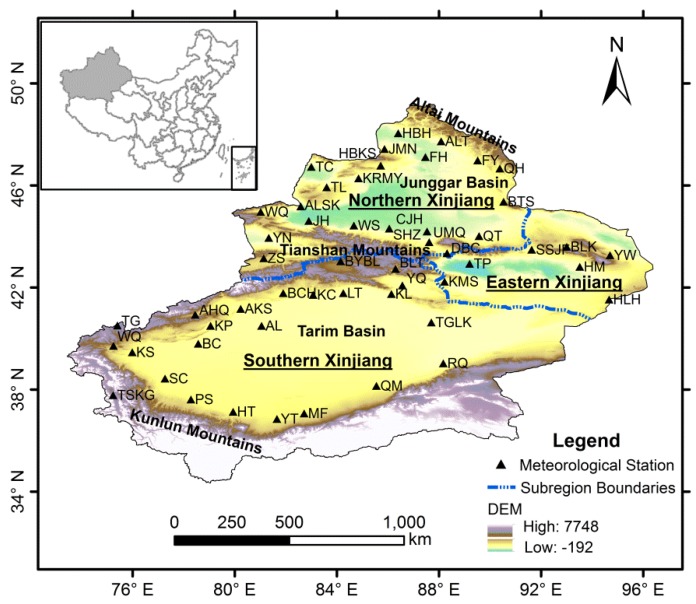 N
50° N
46° N
42° N
38° N
34° N
Altai Mountains
HBH
ALT
JMN
HBKS
FH
FY
QH
TC
KRMY
Junggar Basin
TL
Northern Xinjiang
BTS
ALSK
WQ
JH
WS
CJH
SHZ
UMQ
QT
YN
Tianshan Mountains
DBC
SSJF
BLK
YW
ZS
BYBL
BLT
TP
HM
YQ
KMS
Eastern Xinjiang
BCH
KC
LT
KL
HLH
AHQ
AKS
TG
KP
AL
Tarim Basin
TGLK
WQ
BC
KS
Southern Xinjiang
RQ
SC
QM
TSKG
PS
HT
YT
MF
Kunlun Mountains
Legend
Meteorological Station
Subregion Boundaries
DEM
High: 7748
Low: -192
0 250 500 1,000
km
76° E 80° E 84° E 88° E 92° E 96° E